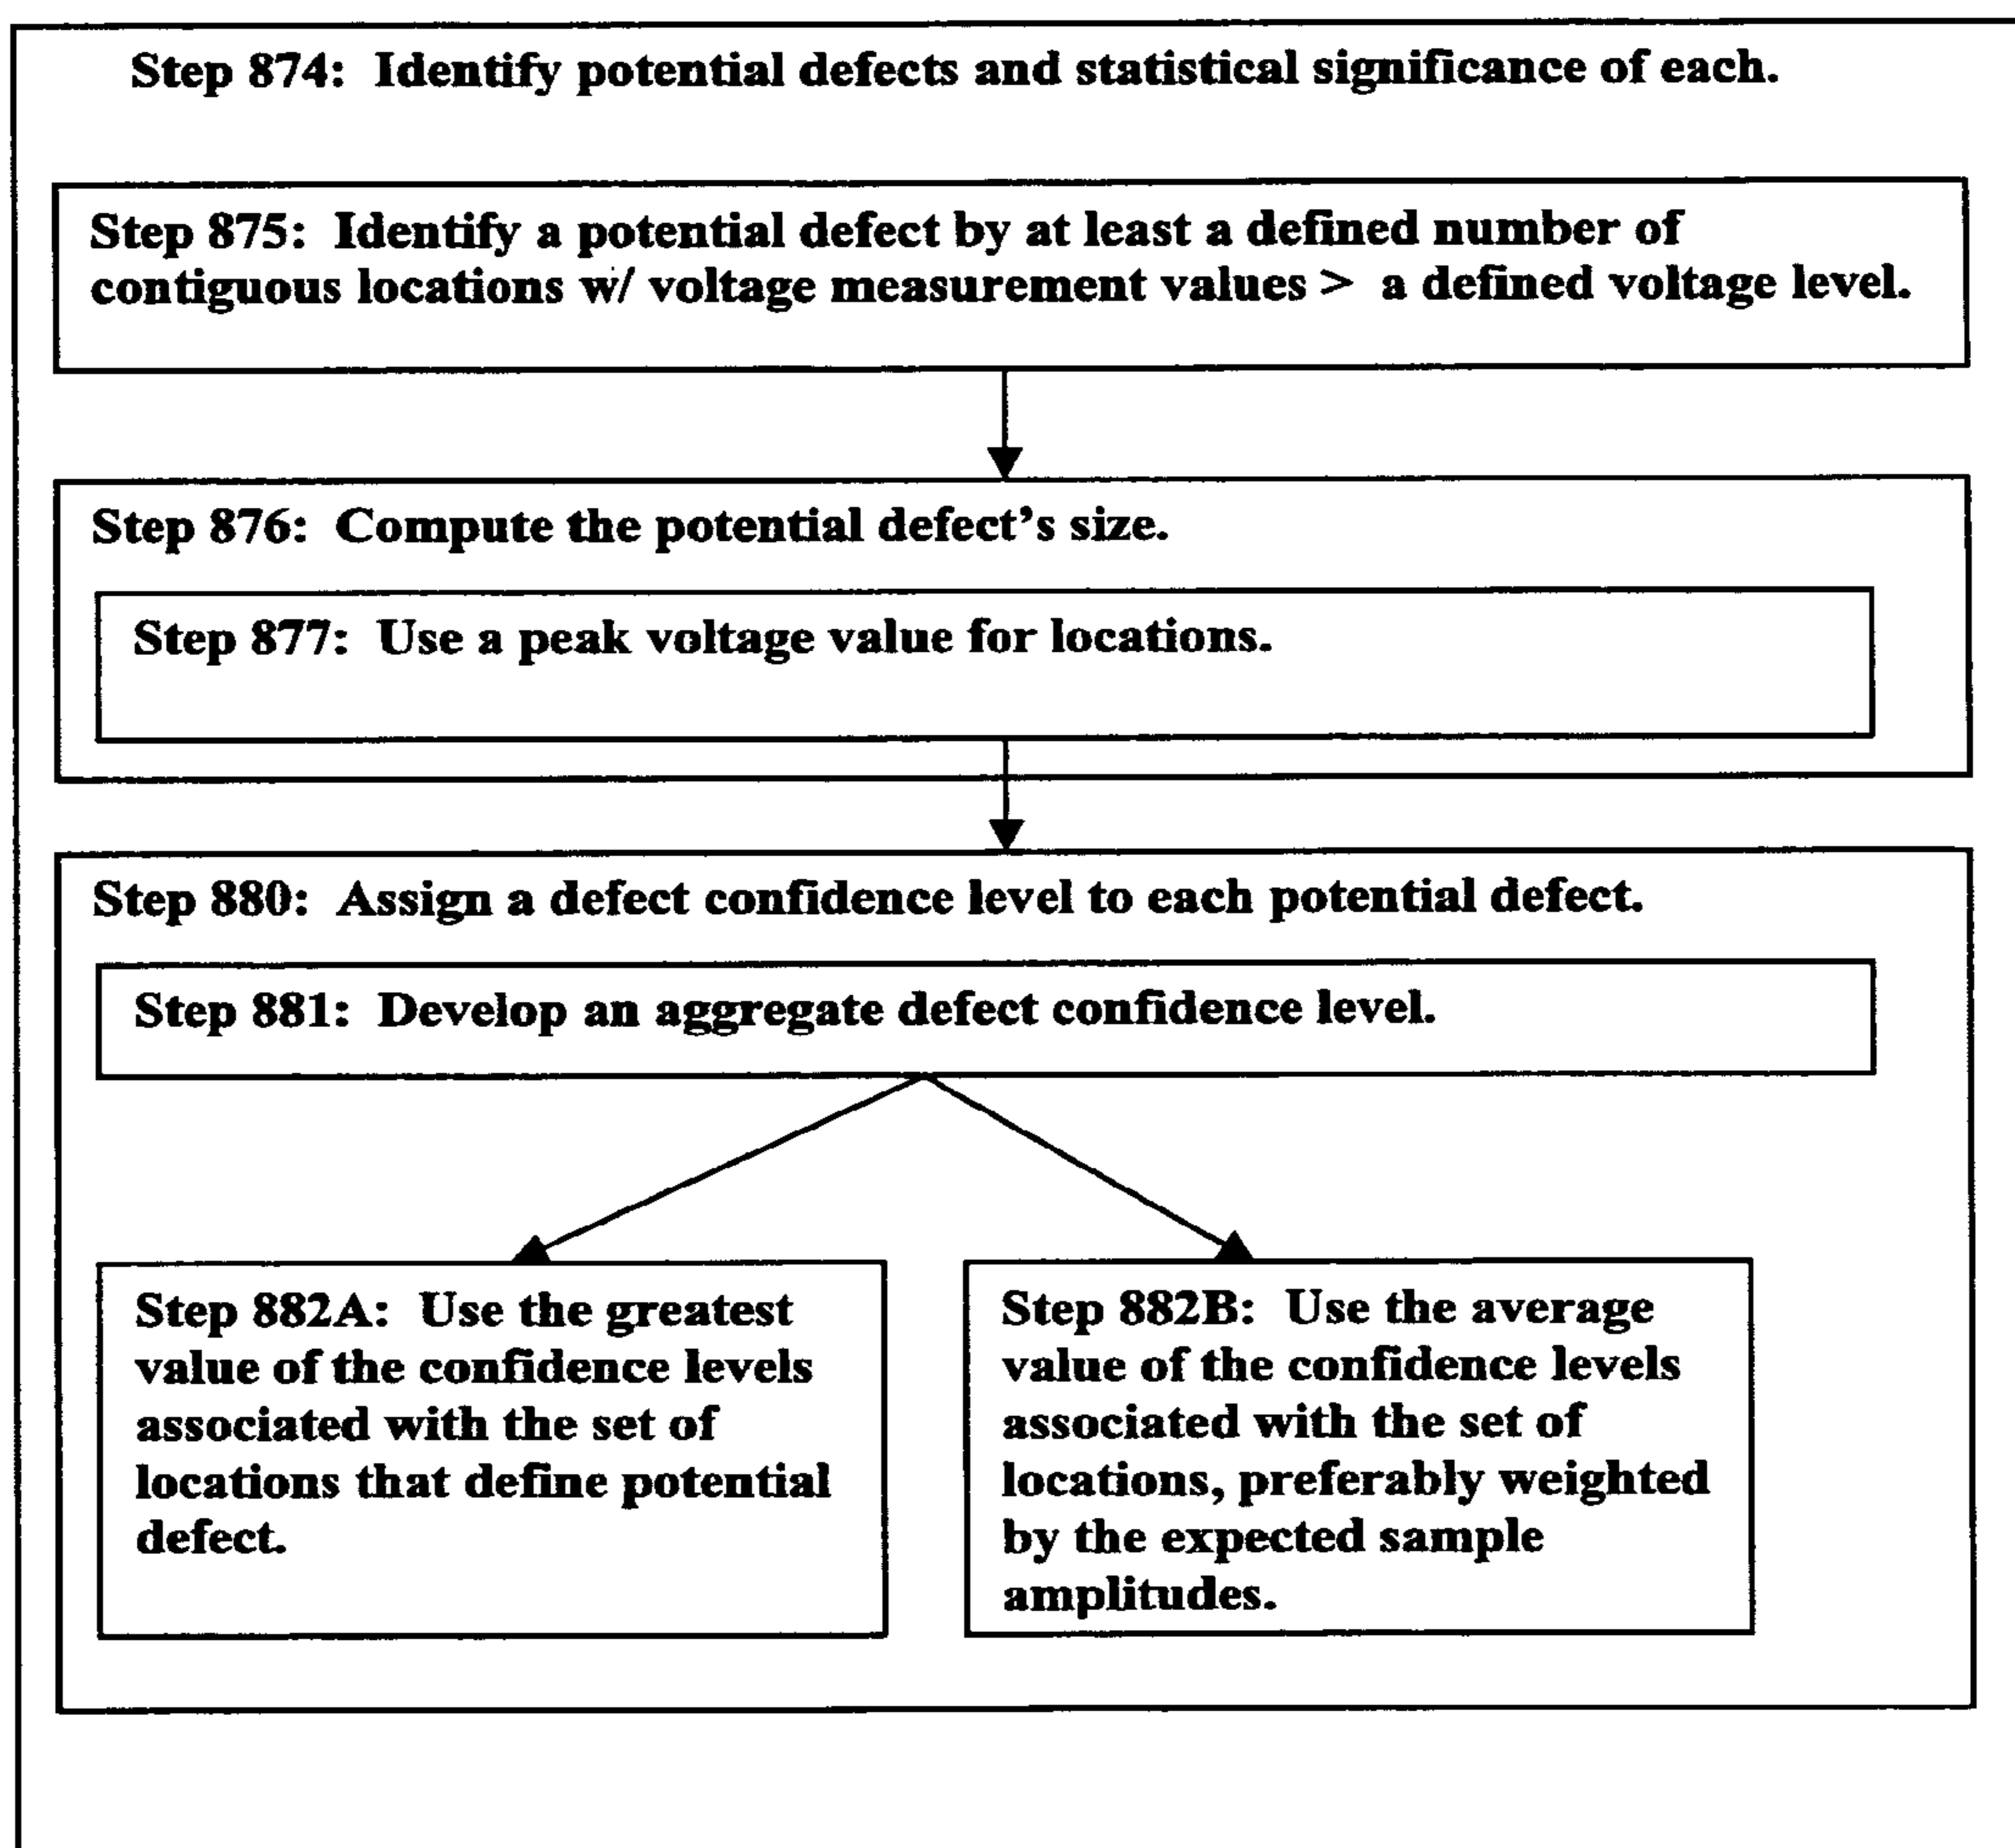 Step 874: Identify potential defects and statistical significance of each.
Step 875: Identify a potential defect by at least a defined number of
contiguous locations w/ voltage measurement values > a defined voltage level.
Step 876: Compute the potential defect's size.
Step 877: Use a peak voltage value for locations.
Step 880: Assign a defect confidence level to each potential defect.
Step 881: Develop an aggregate defect confidence level.
Step 882A: Use the greatest
value of the confidence levels
associated with the set of
locations that define potential
defect.
Step 882B: Use the average
value of the confidence levels
associated with the set of
locations, preferably weighted
by the expected sample
amplitudes.